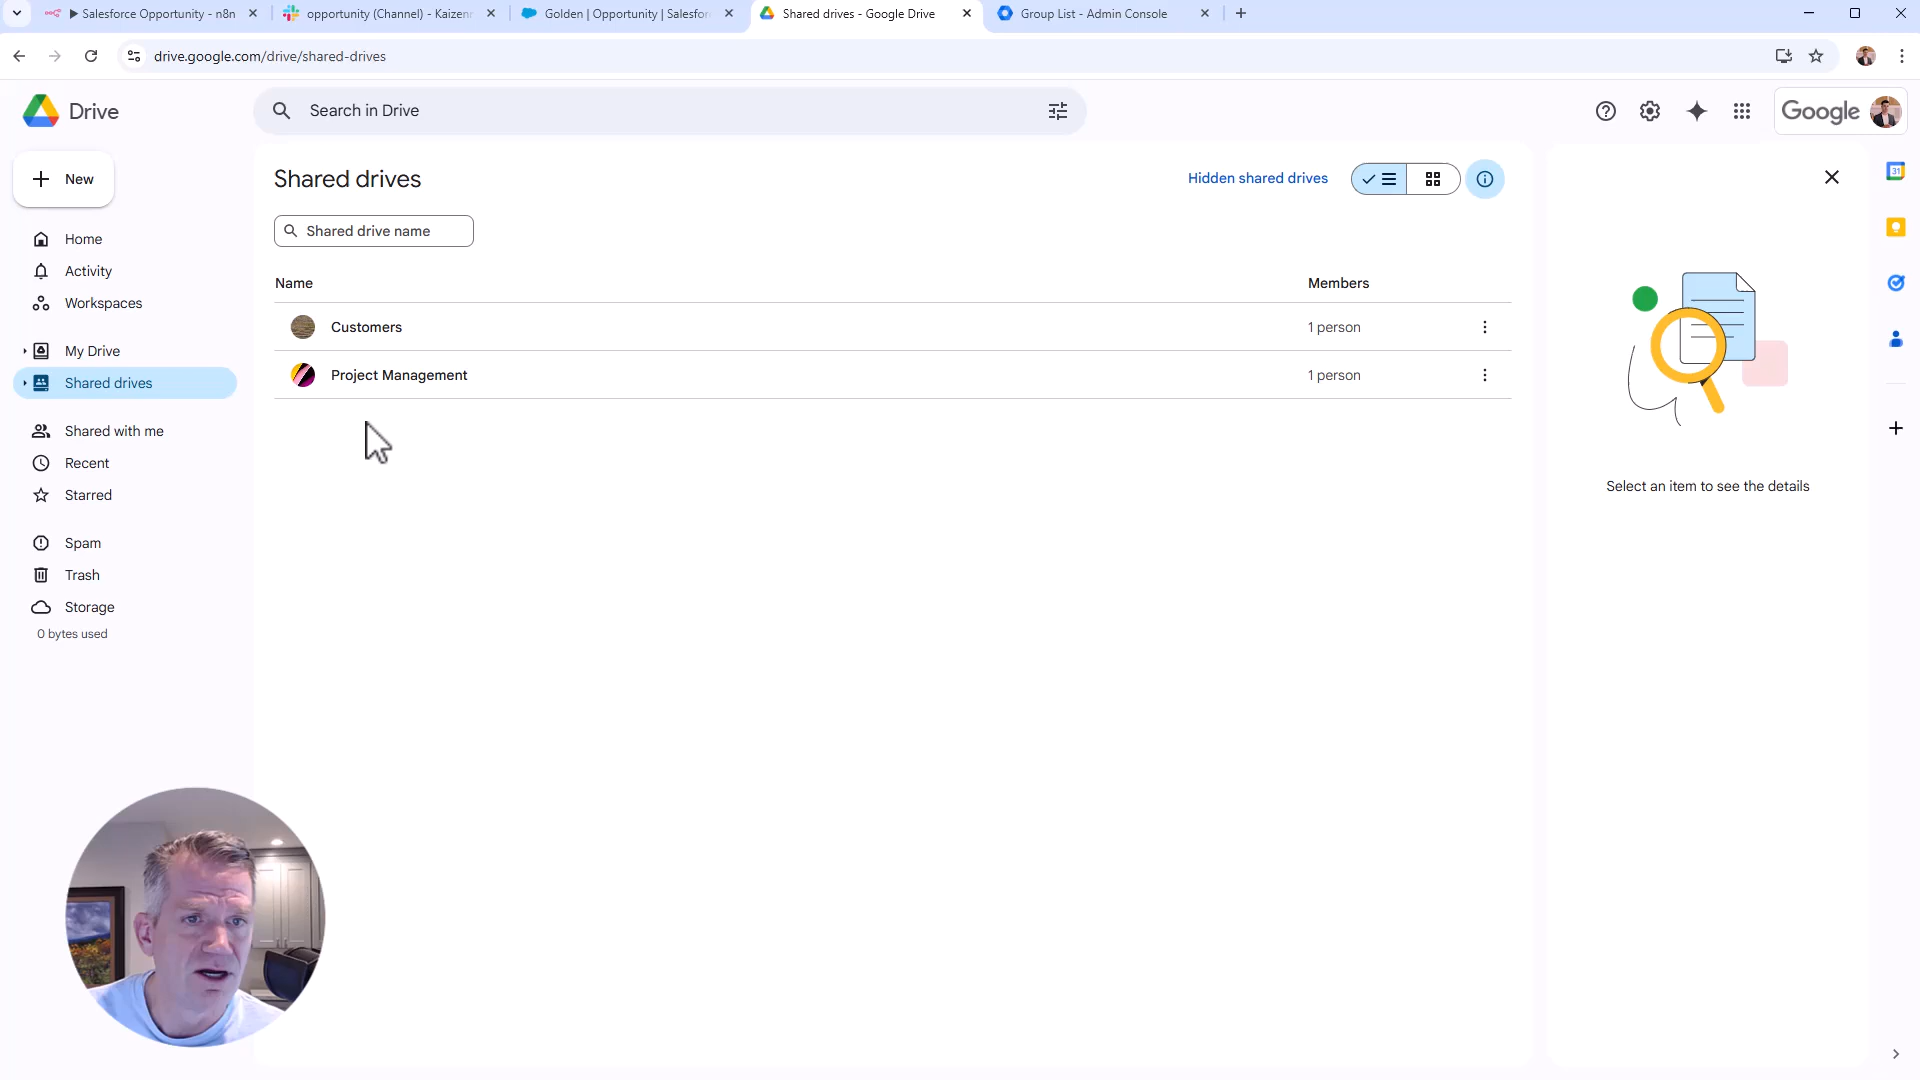 Salesforce Opportunity - n8n
opportunity (Channel) - Kaizen
Golden | Opportunity | Salesfor
Shared drives - Google Drive
Group List - Admin Console
drive.google.com/drive/shared-drives
Drive
Search in Drive
Google
New
Home
Activity
Workspaces
My Drive
Shared drives
Shared with me
Recent
Starred
Spam
Trash
Storage
0 bytes used
Shared drives
Hidden shared drives
Shared drive name
Name Members
Customers 1 person
Project Management 1 person
Select an item to see the details
31